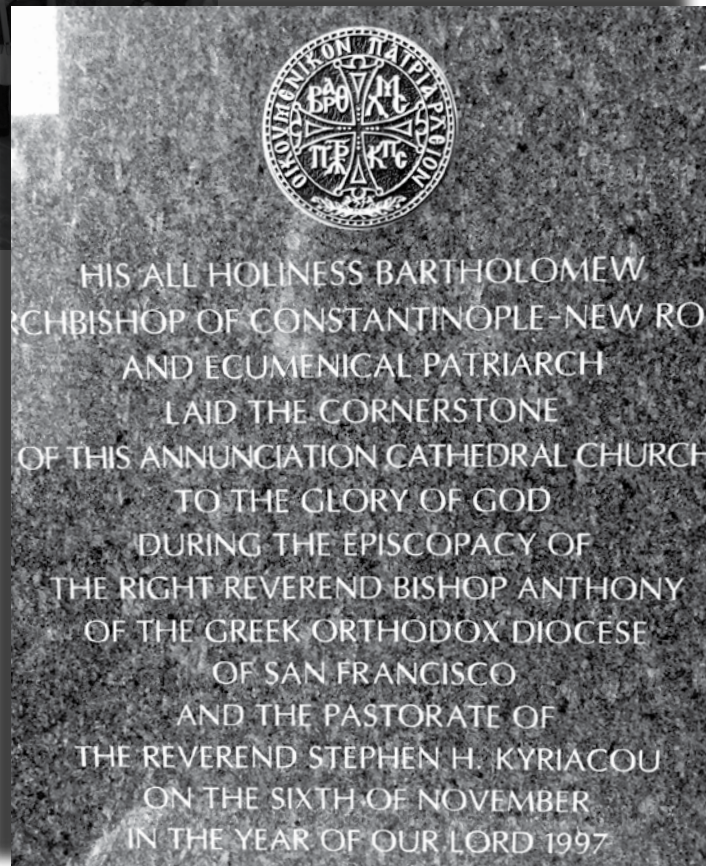 ΟΙΚΟΥΜΕΝΙΚΟΝ ΠΑΤΡΙΑΡΧΕΙΟΝ
HIS ALL HOLINESS BARTHOLOMEW
RCHBISHOP OF CONSTANTINOPLE-NEW RO
AND ECUMENICAL PATRIARCH
LAID THE CORNERSTONE
OF THIS ANNUNCIATION CATHEDRAL CHURCH
TO THE GLORY OF GOD
DURING THE EPISCOPACY OF
THE RIGHT REVEREND BISHOP ANTHONY
OF THE GREEK ORTHODOX DIOCESE
OF SAN FRANCISCO
AND THE PASTORATE OF
THE REVEREND STEPHEN H. KYRIACOU
ON THE SIXTH OF NOVEMBER
IN THE YEAR OF OUR LORD 1997